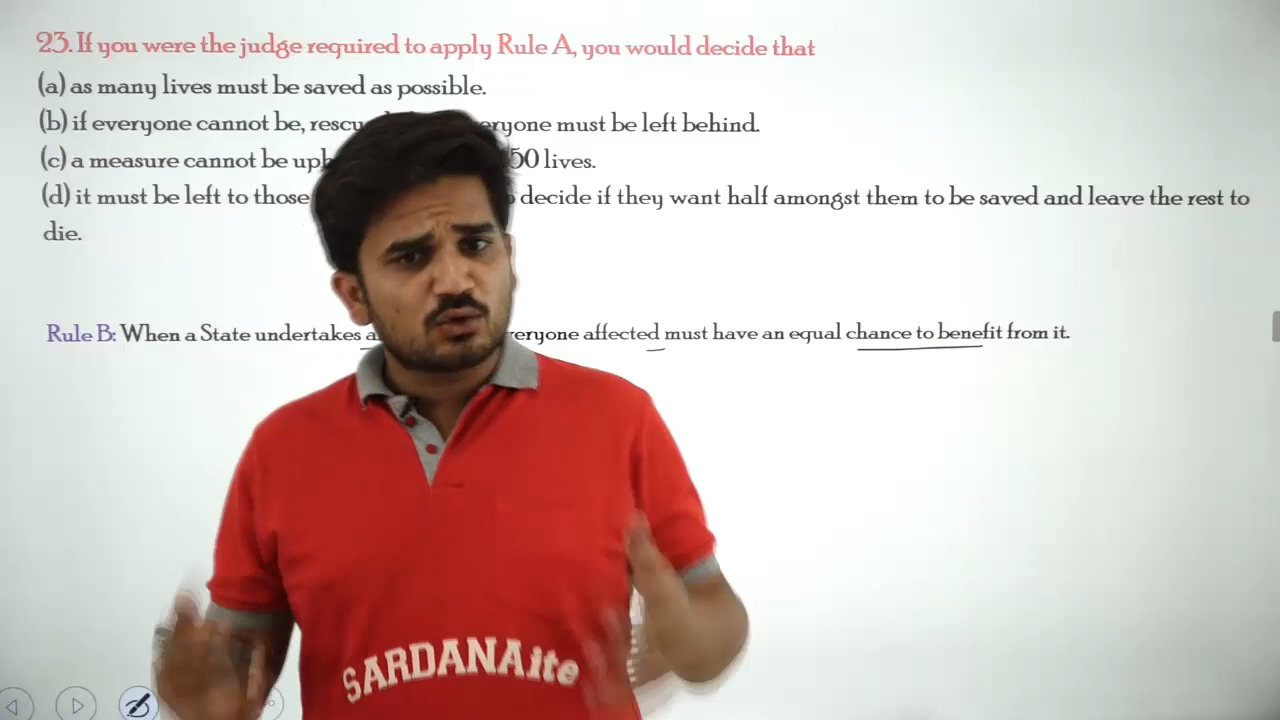 23. If you were the judge required to apply Rule A, you would decide that
(a) as many lives must be saved as possible.
(b) if everyone cannot be, rescu must be left behind.
(c) a measure cannot be 50 lives.
(d) it must be left to those decide if they want half amongst them to be saved and leave the rest to
die.
Rule B: When a State undertakes affected must have an equal chance to benefit from it.
SARDANAite